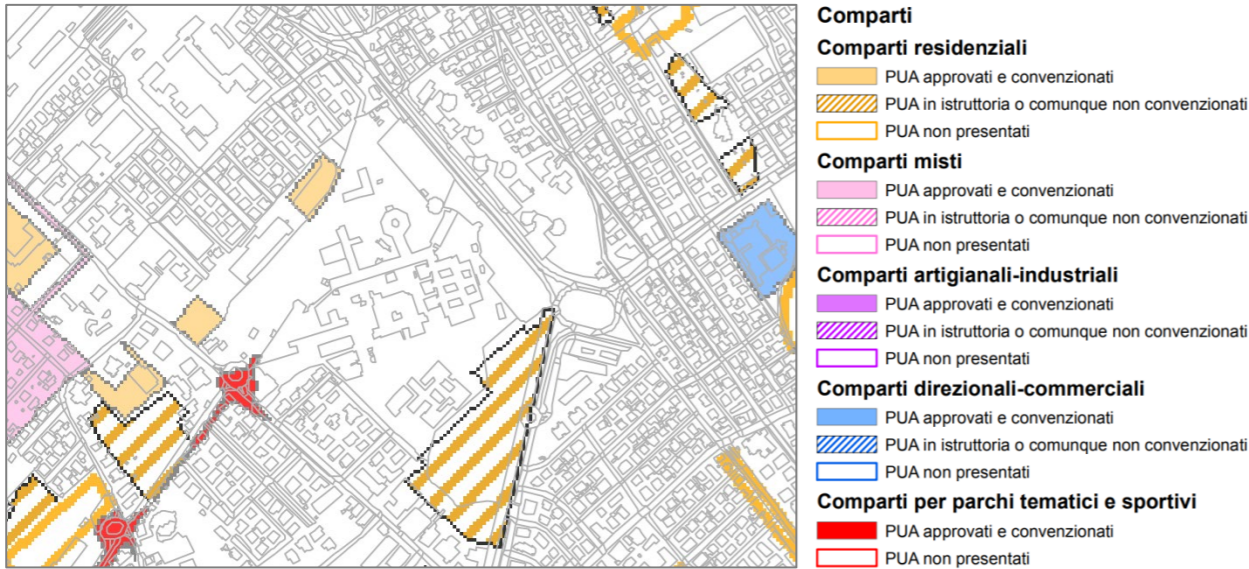 Comparti
Comparti residenziali
PUA approvati e convenzionati
PUA in istruttoria o comunque non convenzionati
PUA non presentati
Comparti misti
PUA approvati e convenzionati
PUA in istruttoria o comunque non convenzionati
PUA non presentati
Comparti artigianali-industriali
PUA approvati e convenzionati
PUA in istruttoria o comunque non convenzionati
PUA non presentati
Comparti direzionali-commerciali
PUA approvati e convenzionati
PUA in istruttoria o comunque non convenzionati
PUA non presentati
Comparti per parchi tematici e sportivi
PUA approvati e convenzionati
PUA non presentati